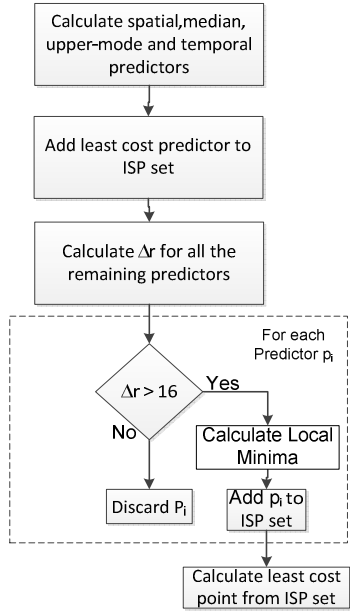 Calculate spatial,median,
upper-mode and temporal
predictors
Add least cost predictor to
ISP set
Calculate Δr for all the
remaining predictors
For each
Predictor pi
Δr > 16
Yes
No
Calculate Local
Minima
Discard Pi
Add pi to
ISP set
Calculate least cost
point from ISP set